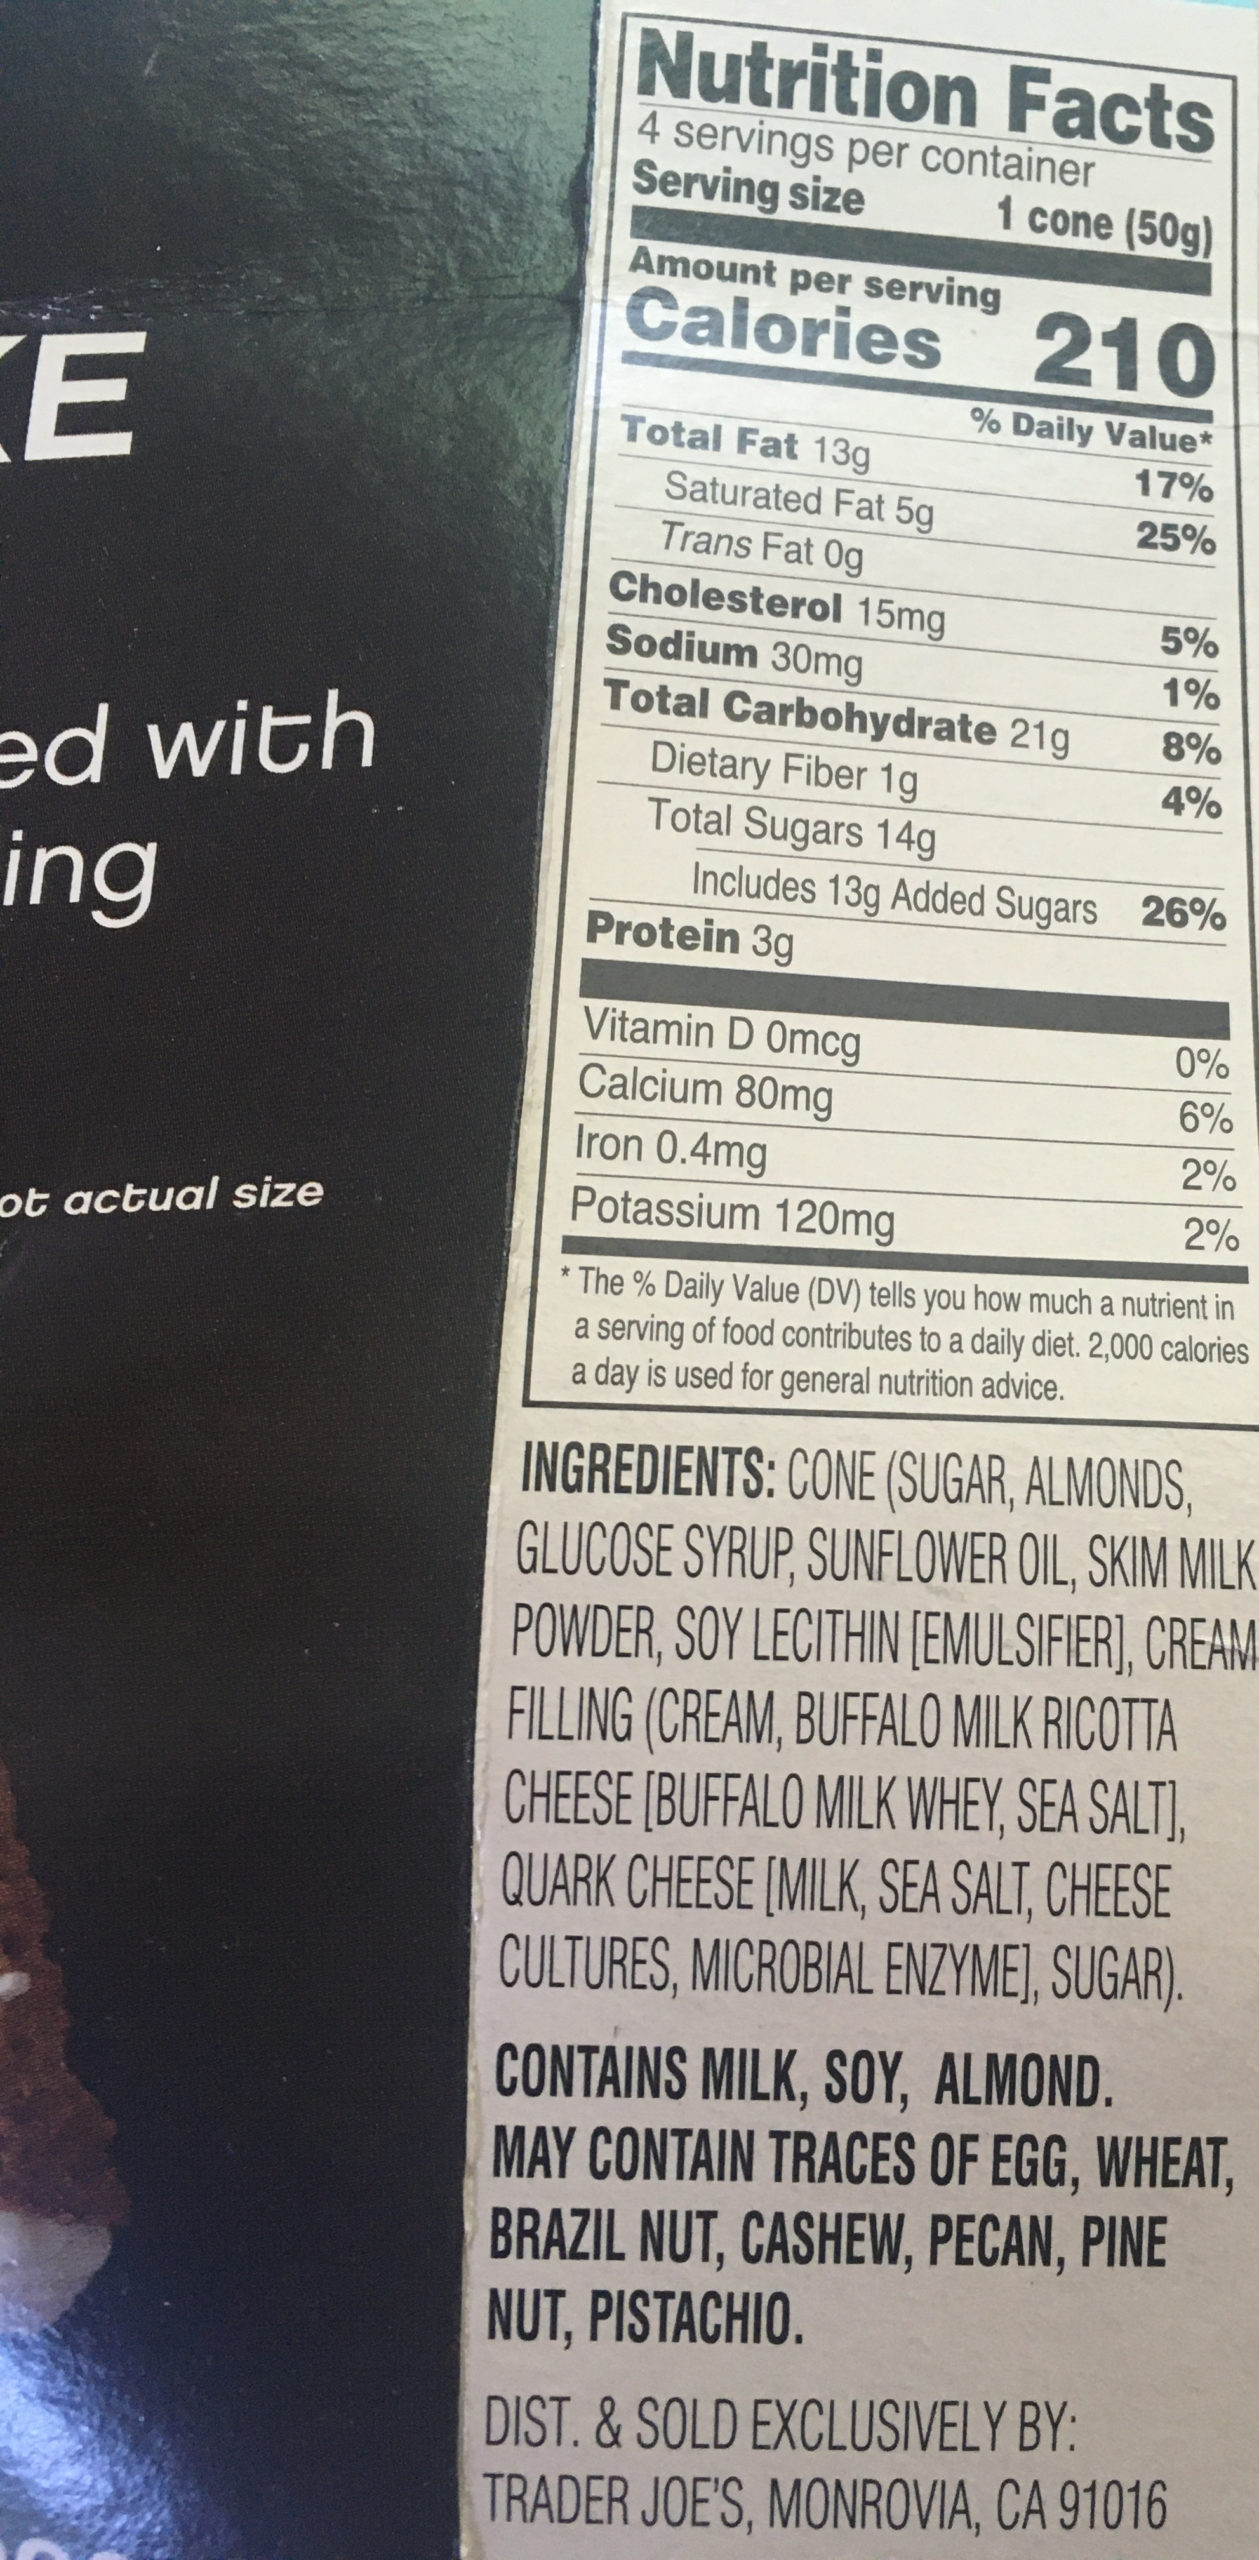 KE
ed with
ing
ot actual size
Nutrition Facts
4 servings per container
Serving size 1 cone (50g)
Amount per serving
Calories 210
% Daily Value*
Total Fat 13g 17%
Saturated Fat 5g 25%
Trans Fat 0g
Cholesterol 15mg 5%
Sodium 30mg 1%
Total Carbohydrate 21g 8%
Dietary Fiber 1g 4%
Total Sugars 14g
Includes 13g Added Sugars 26%
Protein 3g
Vitamin D 0mcg 0%
Calcium 80mg 6%
Iron 0.4mg 2%
Potassium 120mg 2%
* The % Daily Value (DV) tells you how much a nutrient in
a serving of food contributes to a daily diet. 2,000 calories
a day is used for general nutrition advice.
INGREDIENTS: CONE (SUGAR, ALMONDS,
GLUCOSE SYRUP, SUNFLOWER OIL, SKIM MILK
POWDER, SOY LECITHIN [EMULSIFIER], CREAM
FILLING (CREAM, BUFFALO MILK RICOTTA
CHEESE [BUFFALO MILK WHEY, SEA SALT],
QUARK CHEESE [MILK, SEA SALT, CHEESE
CULTURES, MICROBIAL ENZYME], SUGAR).
CONTAINS MILK, SOY, ALMOND.
MAY CONTAIN TRACES OF EGG, WHEAT,
BRAZIL NUT, CASHEW, PECAN, PINE
NUT, PISTACHIO.
DIST. & SOLD EXCLUSIVELY BY:
TRADER JOE'S, MONROVIA, CA 91016